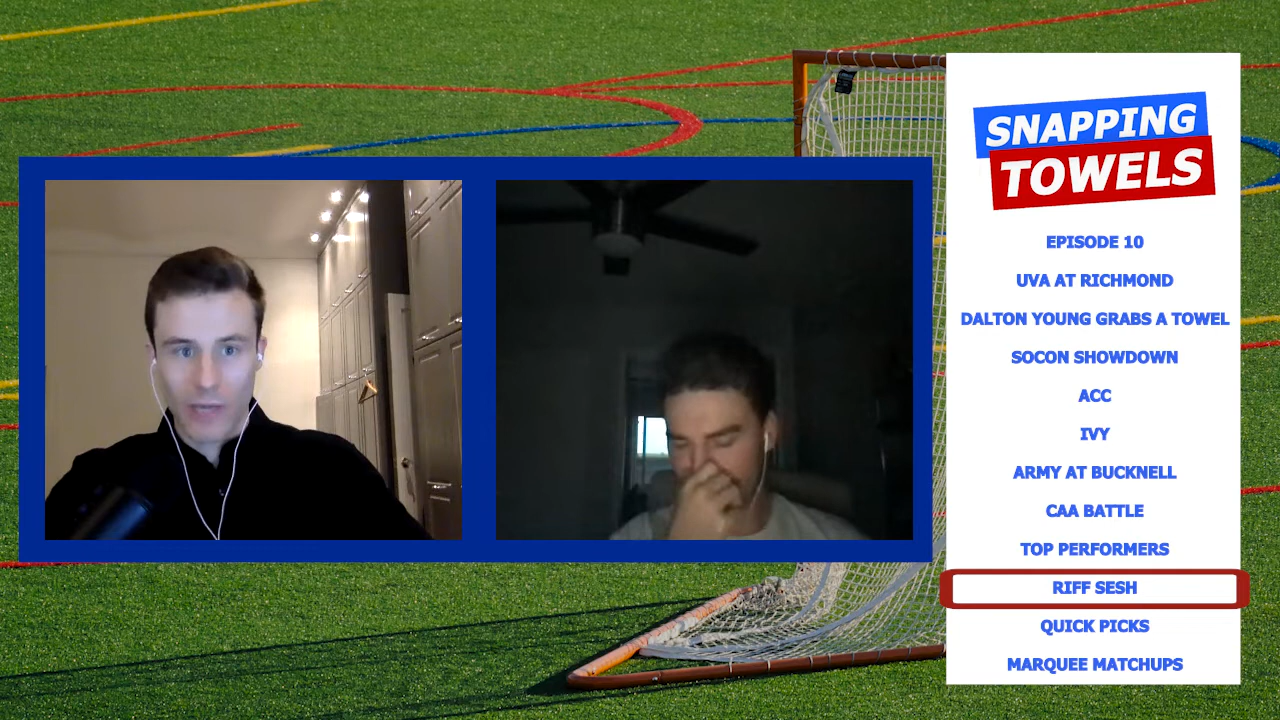 SNAPPING
TOWELS
EPISODE 10
UVA AT RICHMOND
DALTON YOUNG GRABS A TOWEL
SOCON SHOWDOWN
ACC
IVY
ARMY AT BUCKNELL
CAA BATTLE
TOP PERFORMERS
RIFF SESH
QUICK PICKS
MARQUEE MATCHUPS